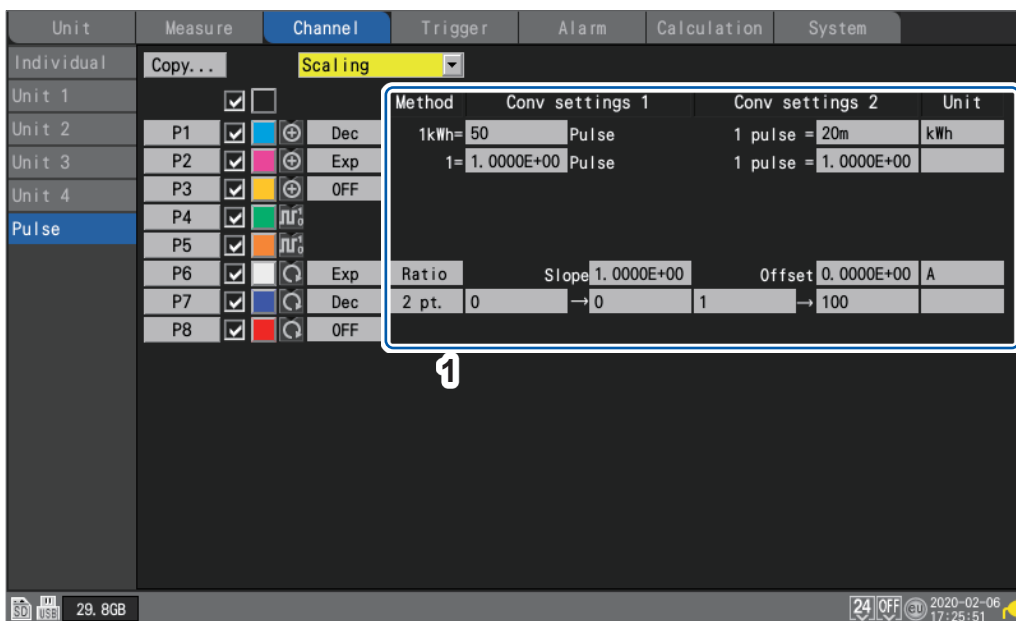 Unit Measure Channel Trigger Alarm Calculation System
Individual Copy... Scaling
Unit 1 Method Conv settings 1 Conv settings 2 Unit
Unit 2 P1 Dec 1kWh= 50 Pulse 1 pulse = 20m kWh
Unit 3 P2 Exp 1= 1.0000E+00 Pulse 1 pulse = 1.0000E+00
P3 OFF
Unit 4
P4
Pulse
P5
P6 Exp Ratio Slope 1.0000E+00 Offset 0.0000E+00 A
P7 Dec 2 pt. 0 →0 1 → 100
P8 OFF
1
SD USB 29.8GB 24 OFF eu 2020-02-06
17:25:51